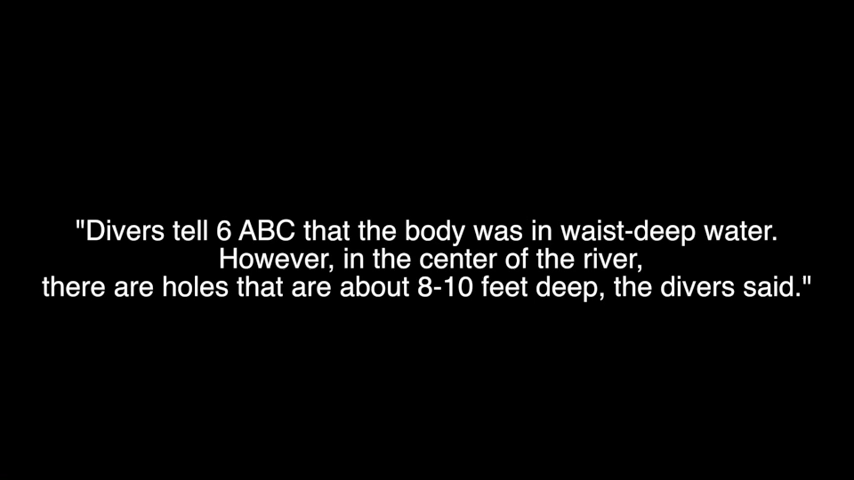 "Divers tell 6 ABC that the body was in waist-deep water.
However, in the center of the river,
there are holes that are about 8-10 feet deep, the divers said."